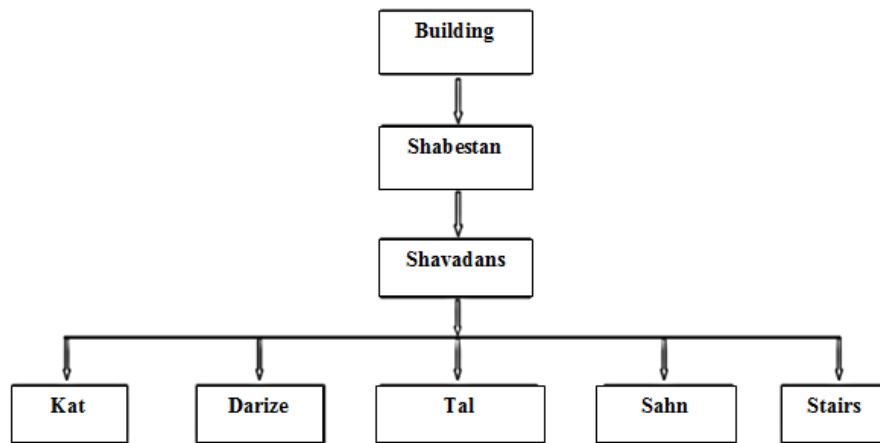 Building
Shabestan
Shavadans
Kat
Darize
Tal
Sahn
Stairs